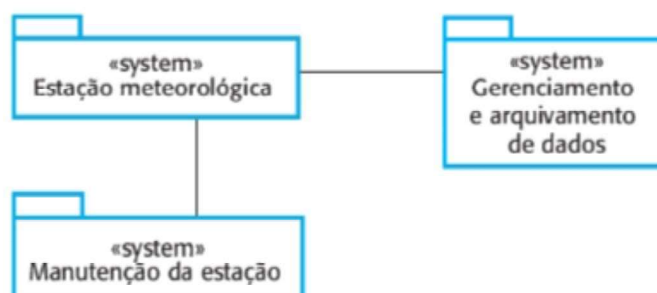 «system»
Estação meteorológica
«system»
Gerenciamento
e arquivamento
de dados
«system»
Manutenção da estação